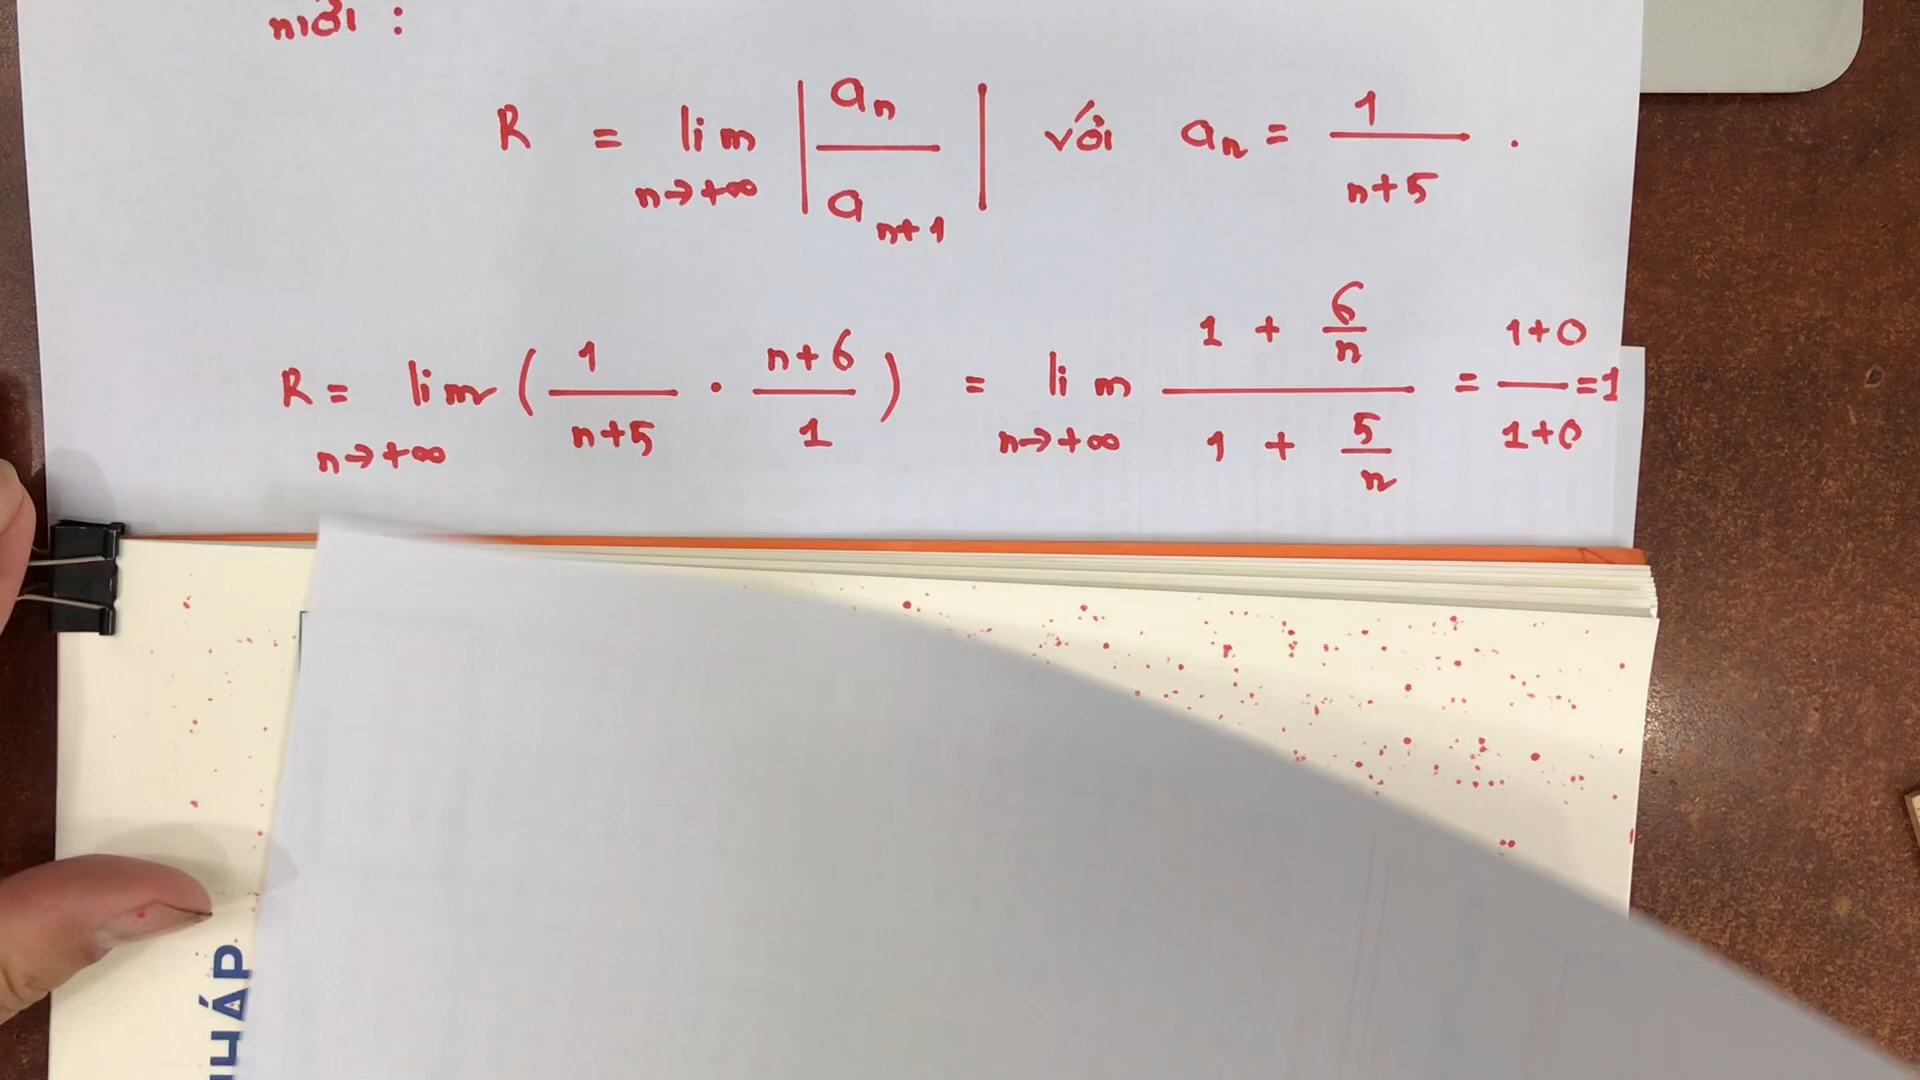 R = lim_{n→+∞} |a_n / a_{n+1}| với a_n = 1/(n+5) .
R = lim_{n→+∞} ( 1/(n+5) · (n+6)/1 ) = lim_{n→+∞} (1 + 6/n)/(1 + 5/n) = (1+0)/(1+0) = 1
HÁP